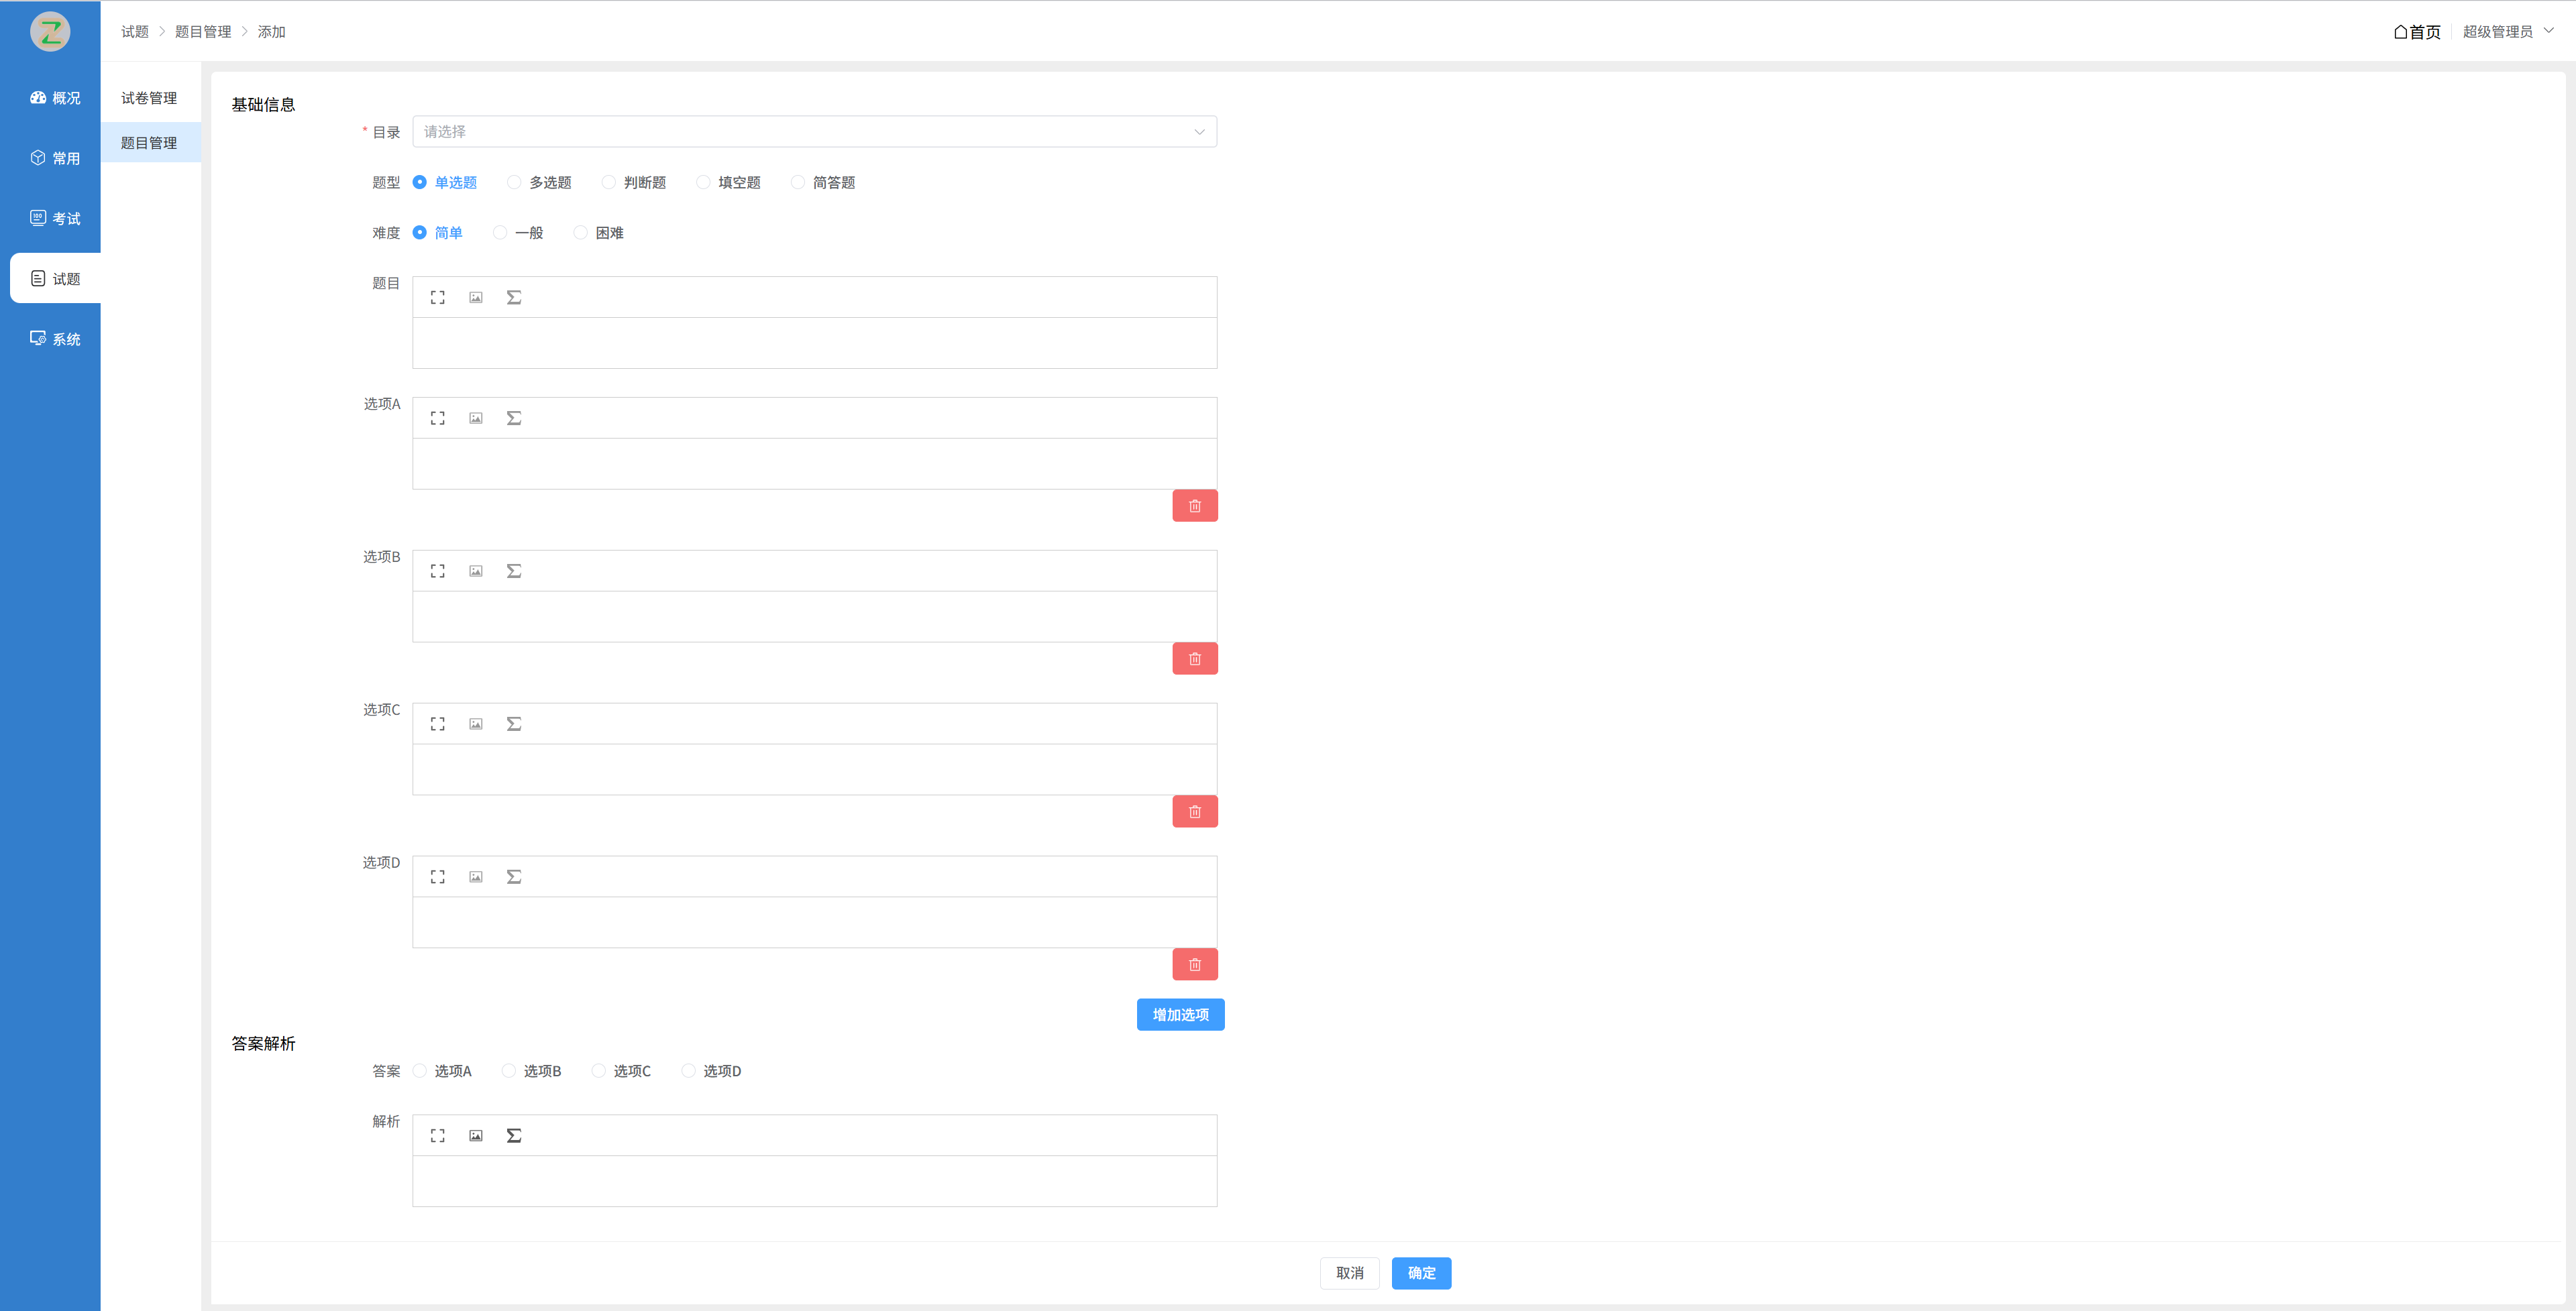 试题 > 题目管理 > 添加
首页 超级管理员
概况
常用
考试
试题
系统
试卷管理
题目管理
基础信息
* 目录 请选择
题型 单选题 多选题 判断题 填空题 简答题
难度 简单 一般 困难
题目
选项A
选项B
选项C
选项D
增加选项
答案解析
答案 选项A 选项B 选项C 选项D
解析
取消 确定